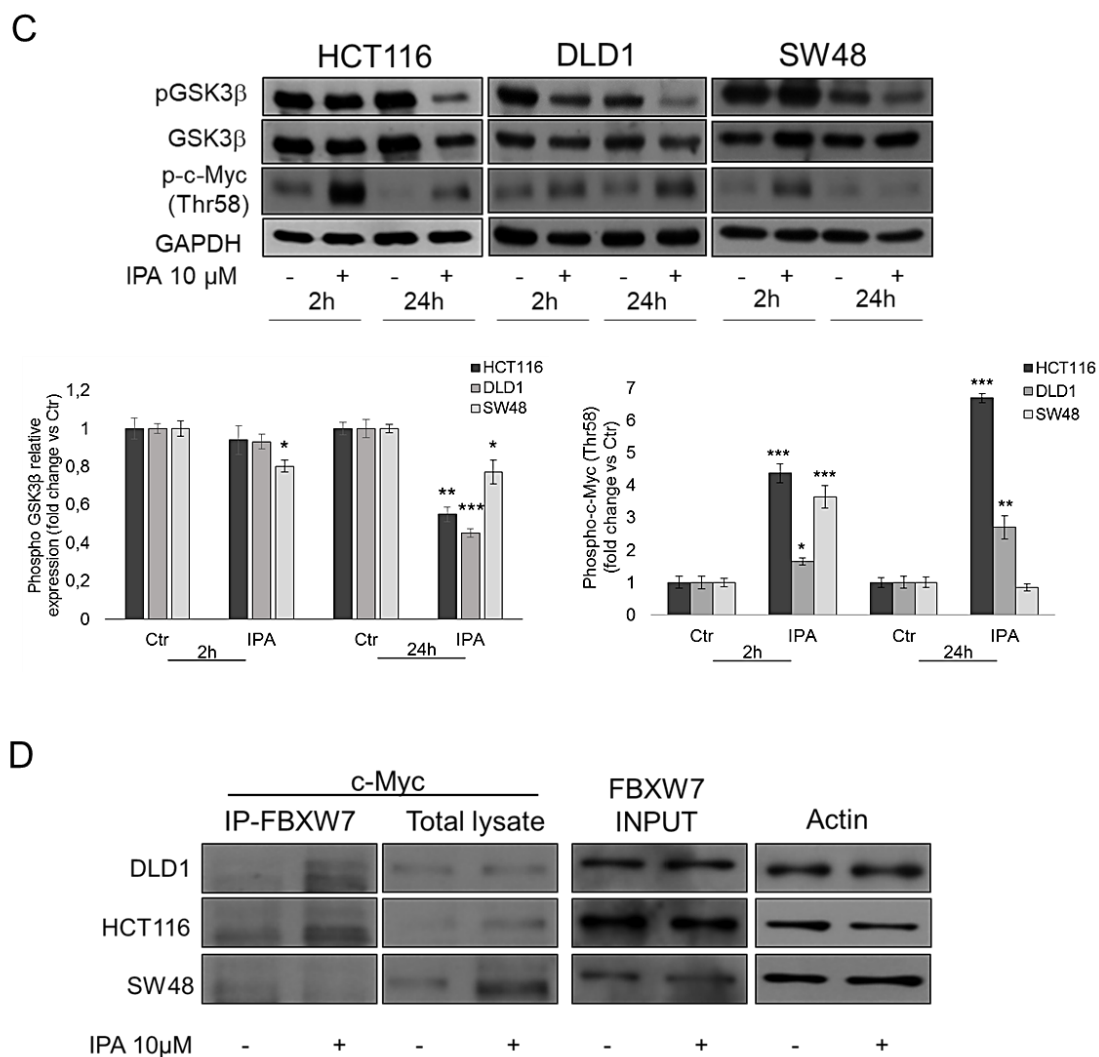 C
HCT116 DLD1 SW48
pGSK3β
GSK3β
p-c-Myc
(Thr58)
GAPDH
IPA 10 µM - + - + - + - + - + - +
2h 24h 2h 24h 2h 24h
Phospho GSK3β relative
expression (fold change vs Ctr)
1,2
1
0,8
0,6
0,4
0,2
0
HCT116
DLD1
SW48
*
**
***
*
Ctr IPA Ctr IPA
2h 24h
Phospho-c-Myc (Thr58)
(fold change vs Ctr)
7
6
5
4
3
2
1
0
HCT116
DLD1
SW48
***
*
***
***
**
Ctr IPA Ctr IPA
2h 24h
D
c-Myc
IP-FBXW7 Total lysate
FBXW7
INPUT
Actin
DLD1
HCT116
SW48
IPA 10µM - + - + - + - +